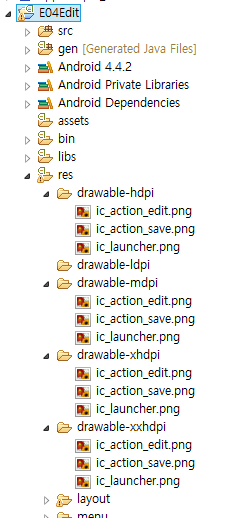 E04Edit
src
gen [Generated Java Files]
Android 4.4.2
Android Private Libraries
Android Dependencies
assets
bin
libs
res
drawable-hdpi
ic_action_edit.png
ic_action_save.png
ic_launcher.png
drawable-ldpi
drawable-mdpi
ic_action_edit.png
ic_action_save.png
ic_launcher.png
drawable-xhdpi
ic_action_edit.png
ic_action_save.png
ic_launcher.png
drawable-xxhdpi
ic_action_edit.png
ic_action_save.png
ic_launcher.png
layout
menu